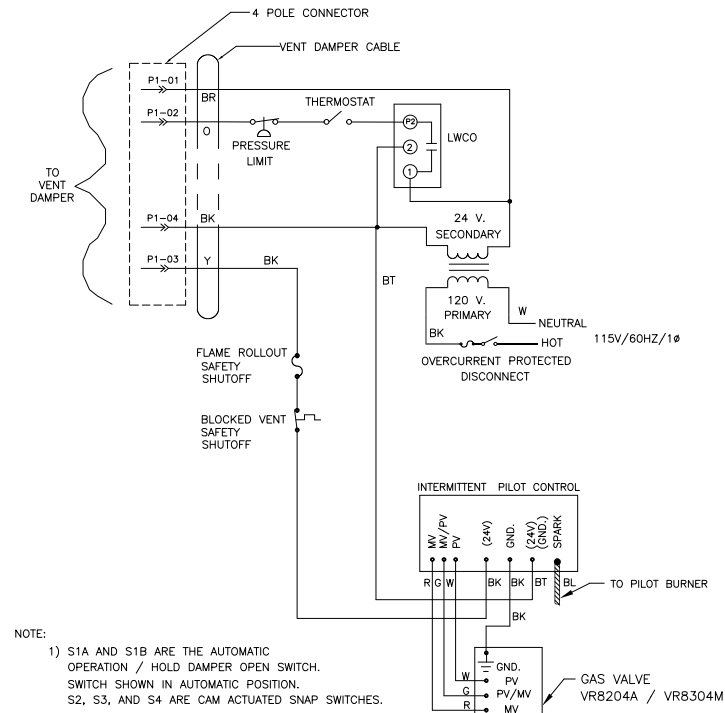 4 POLE CONNECTOR
VENT DAMPER CABLE
P1-01
BR
P1-02
O
THERMOSTAT
PRESSURE
LIMIT
P2
2
1
LWCO
TO
VENT
DAMPER
P1-04
BK
P1-03
Y
BK
BT
24 V.
SECONDARY
120 V.
PRIMARY
W
NEUTRAL
BK
HOT
115V/60HZ/1ø
OVERCURRENT PROTECTED
DISCONNECT
FLAME ROLLOUT
SAFETY
SHUTOFF
BLOCKED VENT
SAFETY
SHUTOFF
INTERMITTENT PILOT CONTROL
MV
MV/PV
PV
(24V)
GND.
(24V)
(GND.)
SPARK
R G W BK BK BT BL
TO PILOT BURNER
BK
NOTE:
1) S1A AND S1B ARE THE AUTOMATIC
OPERATION / HOLD DAMPER OPEN SWITCH.
SWITCH SHOWN IN AUTOMATIC POSITION.
S2, S3, AND S4 ARE CAM ACTUATED SNAP SWITCHES.
GND.
W PV
G PV/MV
R MV
GAS VALVE
VR8204A / VR8304M